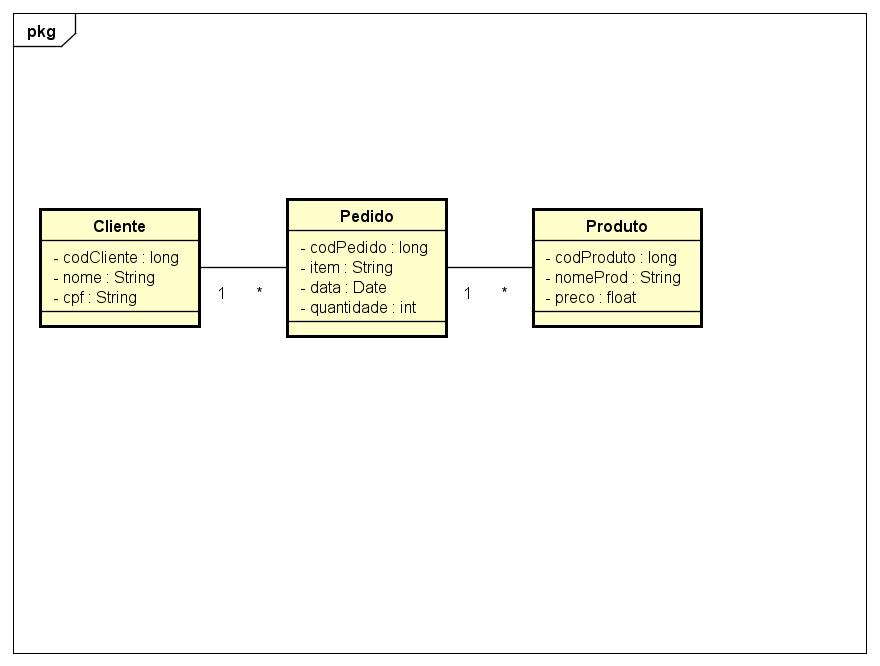 pkg
Cliente
- codCliente : long
- nome : String
- cpf : String
1
*
Pedido
- codPedido : long
- item : String
- data : Date
- quantidade : int
1
*
Produto
- codProduto : long
- nomeProd : String
- preco : float